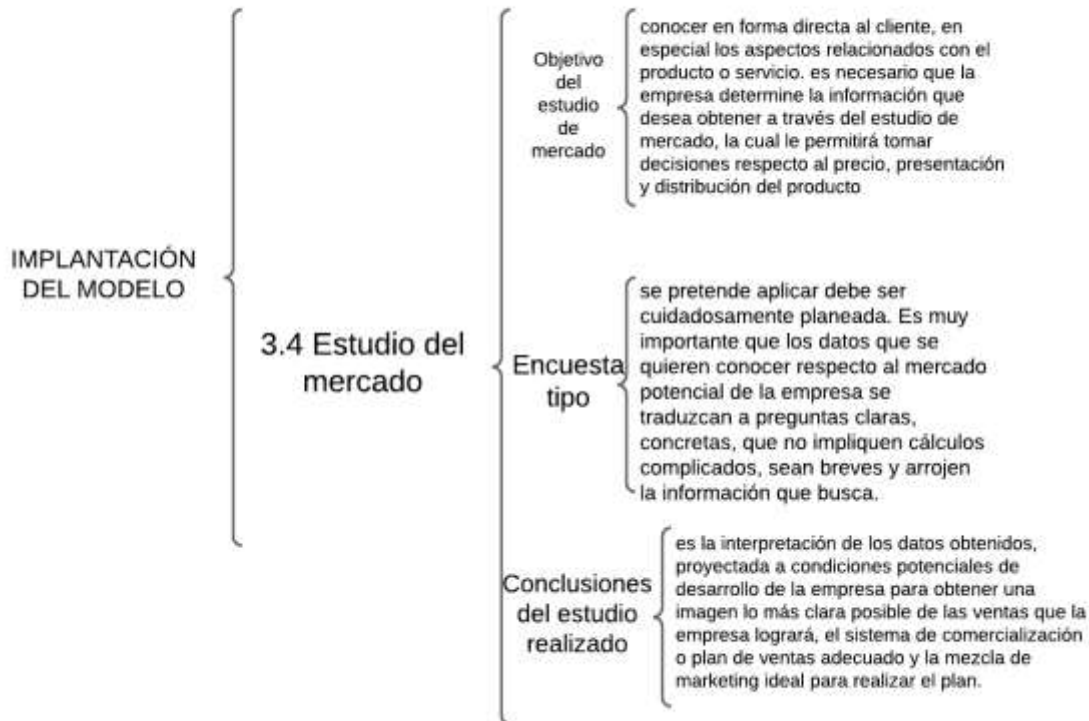 IMPLANTACIÓN
DEL MODELO
3.4 Estudio del
mercado
Objetivo
del
estudio
de
mercado
conocer en forma directa al cliente, en
especial los aspectos relacionados con el
producto o servicio. es necesario que la
empresa determine la información que
desea obtener a través del estudio de
mercado, la cual le permitirá tomar
decisiones respecto al precio, presentación
y distribución del producto
Encuesta
tipo
se pretende aplicar debe ser
cuidadosamente planeada. Es muy
importante que los datos que se
quieren conocer respecto al mercado
potencial de la empresa se
traduzcan a preguntas claras,
concretas, que no impliquen cálculos
complicados, sean breves y arrojen
la información que busca.
Conclusiones
del estudio
realizado
es la interpretación de los datos obtenidos,
proyectada a condiciones potenciales de
desarrollo de la empresa para obtener una
imagen lo más clara posible de las ventas que la
empresa logrará, el sistema de comercialización
o plan de ventas adecuado y la mezcla de
marketing ideal para realizar el plan.